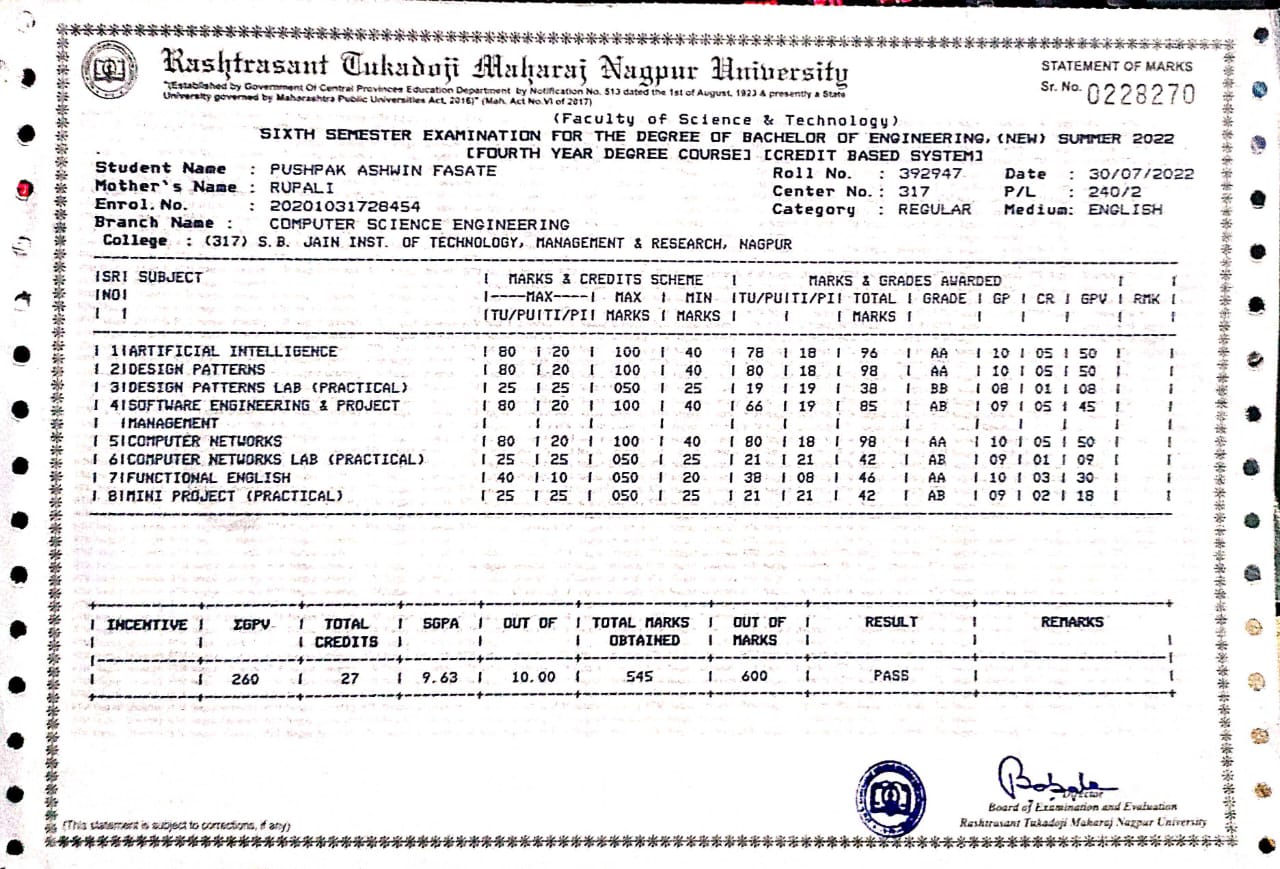 Rashtrasant Tukadoji Maharaj Nagpur University
"(Established by Government Of Central Provinces Education Department by Notification No. 513 dated the 1st of August, 1923 & presently a State
University governed by Maharashtra Public Universities Act, 2016)" (Mah. Act No.VI of 2017)
STATEMENT OF MARKS
Sr. No. 0228270
(Faculty of Science & Technology)
SIXTH SEMESTER EXAMINATION FOR THE DEGREE OF BACHELOR OF ENGINEERING,(NEW) SUMMER 2022
[FOURTH YEAR DEGREE COURSE] [CREDIT BASED SYSTEM]
Student Name : PUSHPAK ASHWIN FASATE Roll No. : 392947 Date : 30/07/2022
Mother's Name : RUPALI Center No.: 317 P/L : 240/2
Enrol.No. : 20201031728454 Category : REGULAR Medium: ENGLISH
Branch Name : COMPUTER SCIENCE ENGINEERING
College : (317) S.B. JAIN INST. OF TECHNOLOGY, MANAGEMENT & RESEARCH, NAGPUR
|SR| SUBJECT | MARKS & CREDITS SCHEME | MARKS & GRADES AWARDED | |
|NO| |----MAX----| MAX | MIN |TU/PU|TI/PI| TOTAL | GRADE | GP | CR | GPV | RMK |
| | |TU/PU|TI/PI| MARKS | MARKS | | | MARKS | | | | | |
| 1|ARTIFICIAL INTELLIGENCE | 80 | 20 | 100 | 40 | 78 | 18 | 96 | AA | 10 | 05 | 50 | |
| 2|DESIGN PATTERNS | 80 | 20 | 100 | 40 | 80 | 18 | 98 | AA | 10 | 05 | 50 | |
| 3|DESIGN PATTERNS LAB (PRACTICAL) | 25 | 25 | 050 | 25 | 19 | 19 | 38 | BB | 08 | 01 | 08 | |
| 4|SOFTWARE ENGINEERING & PROJECT | 80 | 20 | 100 | 40 | 66 | 19 | 85 | AB | 09 | 05 | 45 | |
| |MANAGEMENT | | | | | | | | | | | | |
| 5|COMPUTER NETWORKS | 80 | 20 | 100 | 40 | 80 | 18 | 98 | AA | 10 | 05 | 50 | |
| 6|COMPUTER NETWORKS LAB (PRACTICAL) | 25 | 25 | 050 | 25 | 21 | 21 | 42 | AB | 09 | 01 | 09 | |
| 7|FUNCTIONAL ENGLISH | 40 | 10 | 050 | 20 | 38 | 08 | 46 | AA | 10 | 03 | 30 | |
| 8|MINI PROJECT (PRACTICAL) | 25 | 25 | 050 | 25 | 21 | 21 | 42 | AB | 09 | 02 | 18 | |
| INCENTIVE | ΣGPV | TOTAL | SGPA | OUT OF | TOTAL MARKS | OUT OF | RESULT | REMARKS
| | | CREDITS | | | OBTAINED | MARKS | | |
| | 260 | 27 | 9.63 | 10.00 | 545 | 600 | PASS | |
Director
Board of Examination and Evaluation
Rashtrasant Tukadoji Maharaj Nagpur University
(This statement is subject to corrections, if any)